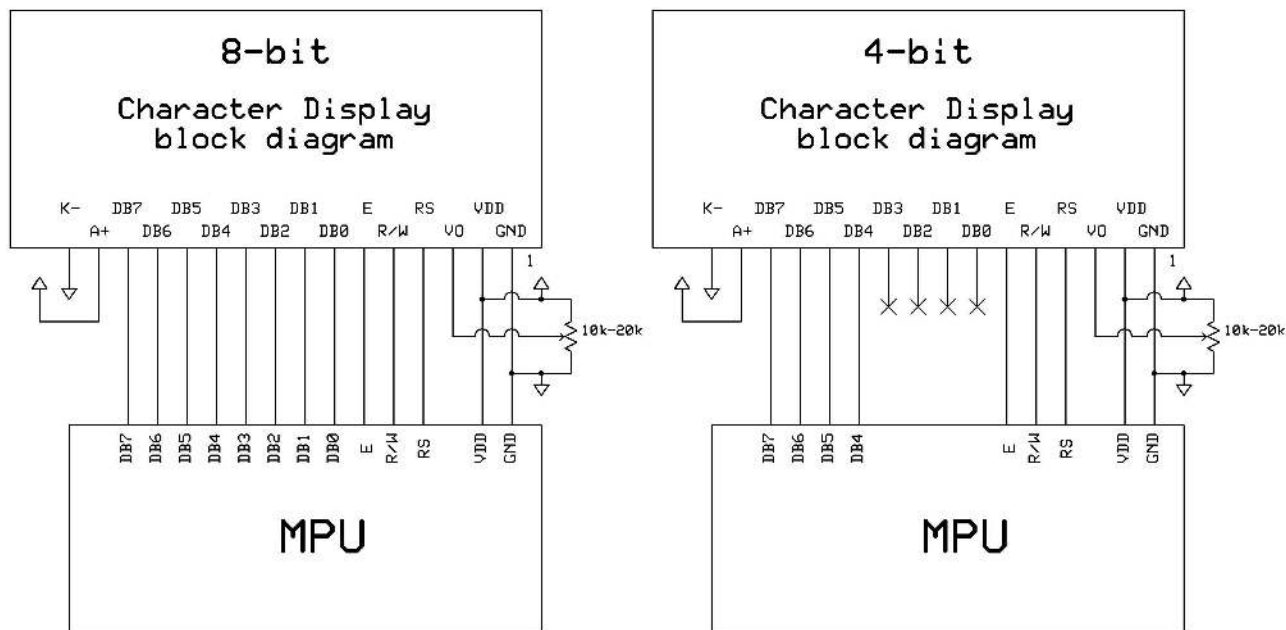 8-bit
Character Display
block diagram
K- DB7 DB5 DB3 DB1 E RS VDD
A+ DB6 DB4 DB2 DB0 R/W VO GND
1
10k-20k
DB7 DB6 DB5 DB4 DB3 DB2 DB1 DB0 E R/W RS VDD GND
MPU
4-bit
Character Display
block diagram
K- DB7 DB5 DB3 DB1 E RS VDD
A+ DB6 DB4 DB2 DB0 R/W VO GND
1
10k-20k
DB7 DB6 DB5 DB4 E R/W RS VDD GND
MPU